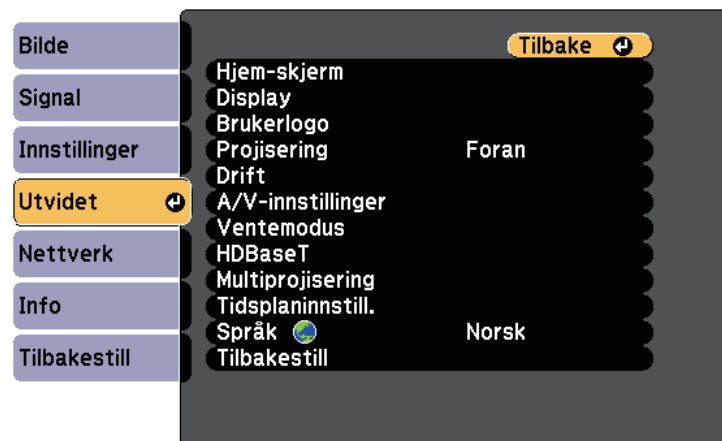 Bilde
Signal
Innstillinger
Utvidet
Nettverk
Info
Tilbakestill
Tilbake
Hjem-skjerm
Display
Brukerlogo
Projisering Foran
Drift
A/V-innstillinger
Ventemodus
HDBaseT
Multiprojisering
Tidsplaninnstill.
Språk Norsk
Tilbakestill